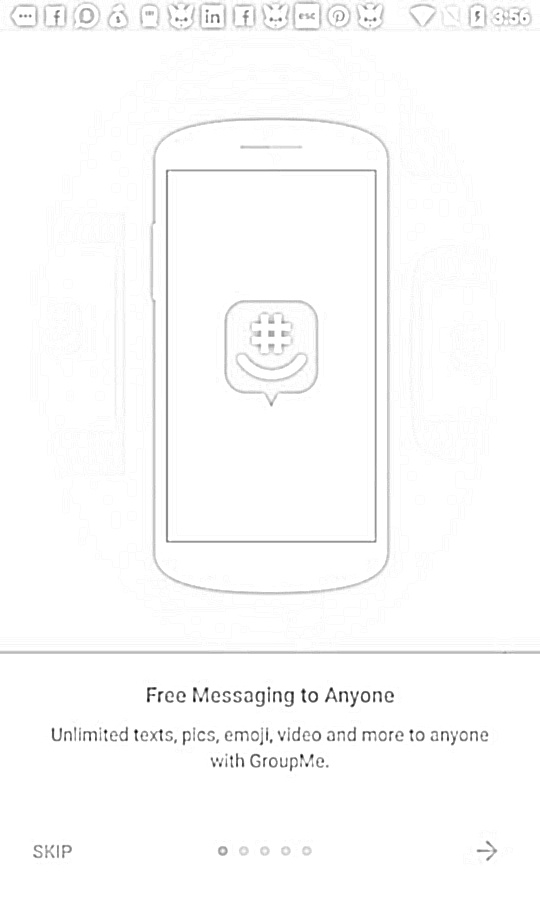 in
esc
3:56
#
Free Messaging to Anyone
Unlimited texts, pics, emoji, video and more to anyone
with GroupMe.
SKIP